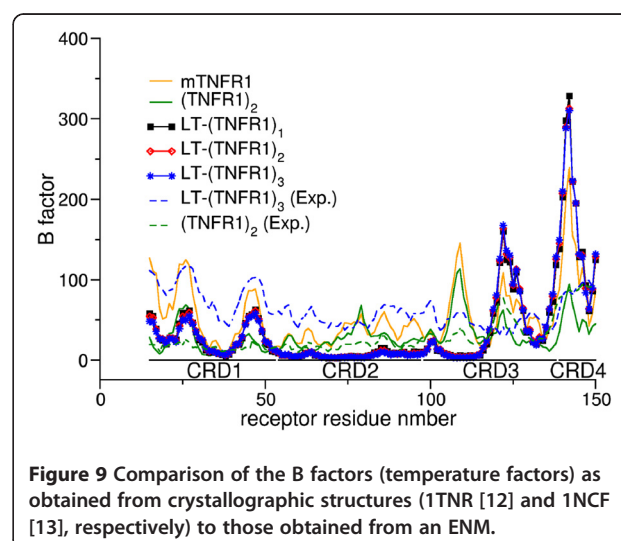 400
300
200
100
0
B factor
mTNFR1
(TNFR1)2
LT-(TNFR1)1
LT-(TNFR1)2
LT-(TNFR1)3
LT-(TNFR1)3 (Exp.)
(TNFR1)2 (Exp.)
CRD1 CRD2 CRD3 CRD4
0 50 100 150
receptor residue nmber
Figure 9 Comparison of the B factors (temperature factors) as
obtained from crystallographic structures (1TNR [12] and 1NCF
[13], respectively) to those obtained from an ENM.